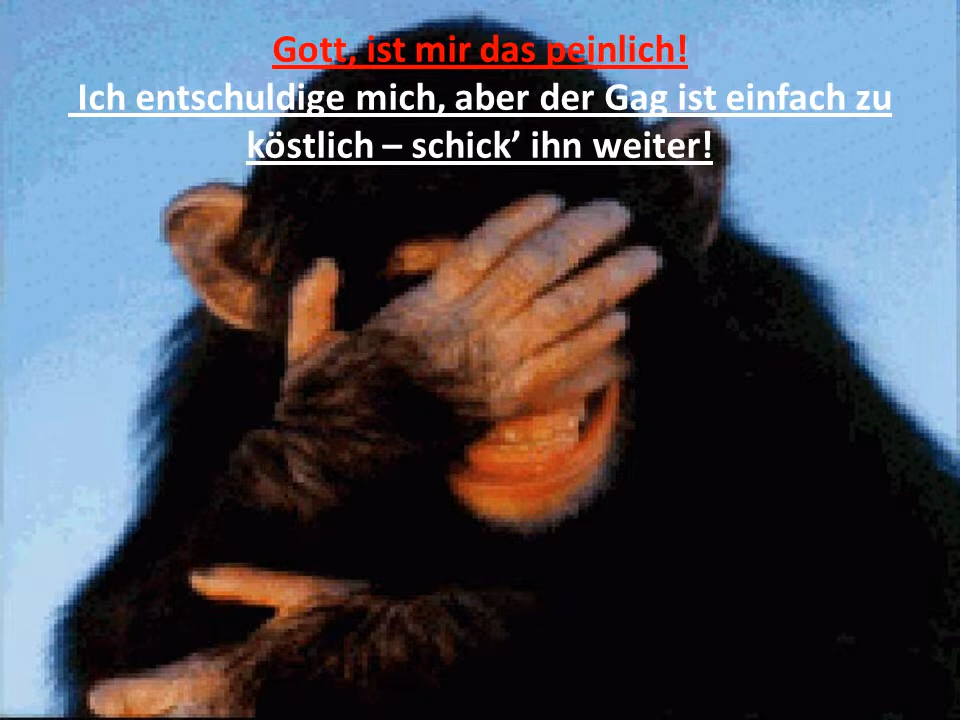 Gott, ist mir das peinlich!
Ich entschuldige mich, aber der Gag ist einfach zu
köstlich – schick’ ihn weiter!